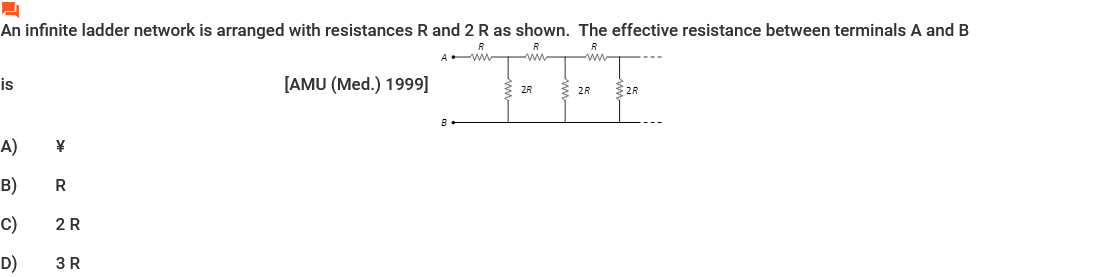 An infinite ladder network is arranged with resistances R and 2 R as shown.  The effective resistance between terminals A and B
R R R
A
is [AMU (Med.) 1999]
2R 2R 2R
B
A) ¥
B) R
C) 2 R
D) 3 R